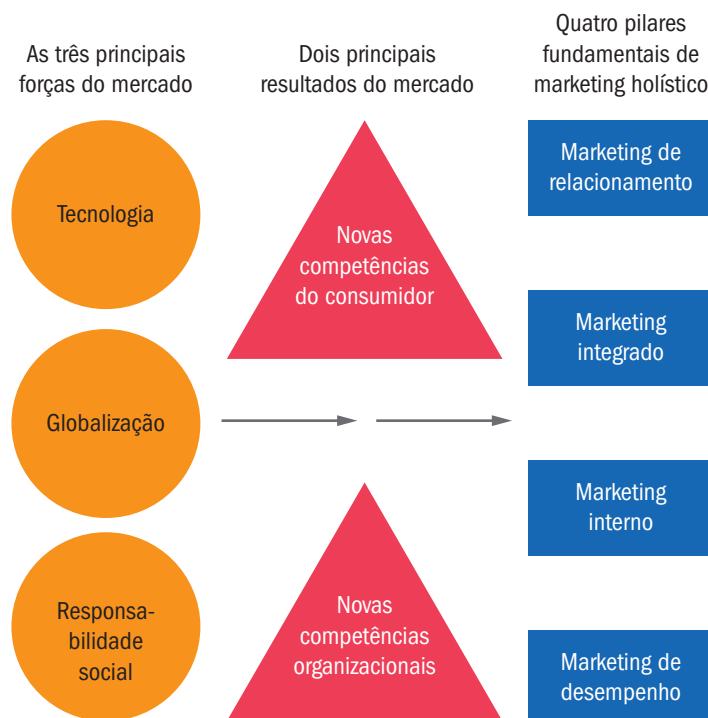 As três principais
forças do mercado
Dois principais
resultados do mercado
Quatro pilares
fundamentais de
marketing holístico
Tecnologia
Globalização
Responsa-
bilidade
social
Novas
competências
do consumidor
Novas
competências
organizacionais
Marketing de
relacionamento
Marketing
integrado
Marketing
interno
Marketing de
desempenho